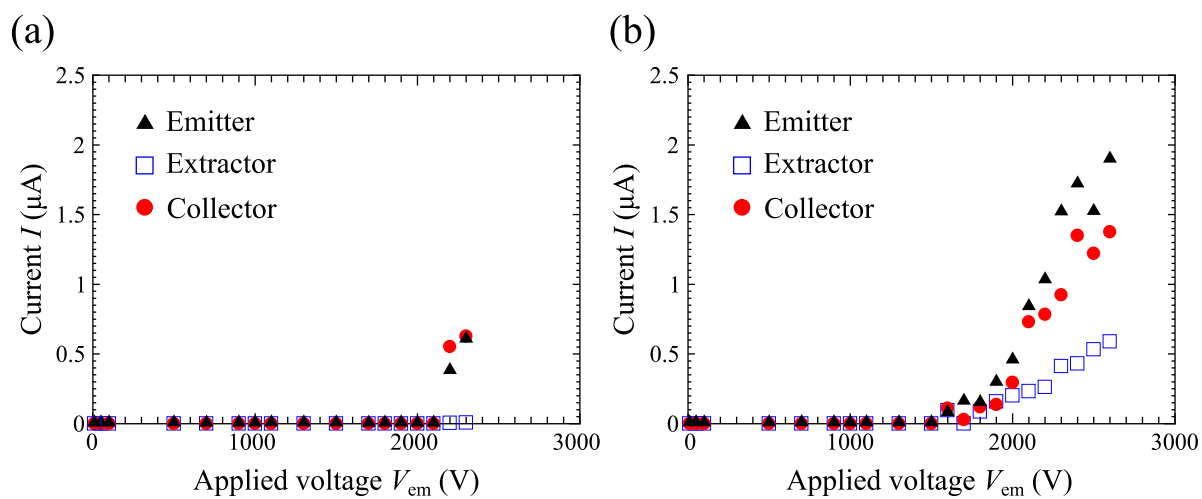 (a)
2.5
2
1.5
1
0.5
0
0
1000
2000
3000
Current I (μA)
Applied voltage Vem (V)
Emitter
Extractor
Collector
(b)
2.5
2
1.5
1
0.5
0
0
1000
2000
3000
Current I (μA)
Applied voltage Vem (V)
Emitter
Extractor
Collector